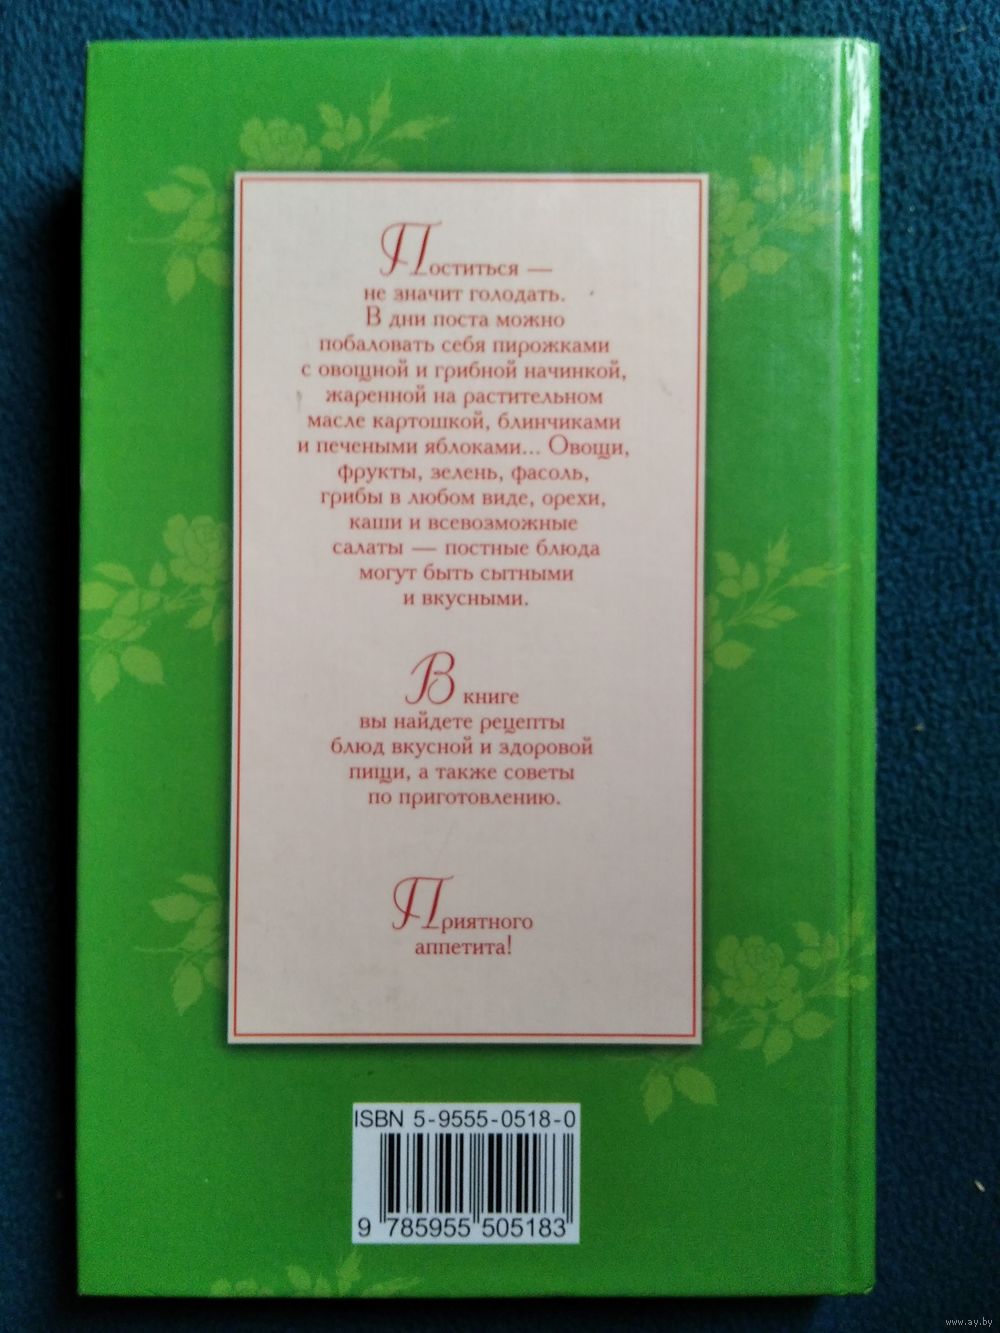 Поститься —
не значит голодать.
В дни поста можно
побаловать себя пирожками
с овощной и грибной начинкой,
жаренной на растительном
масле картошкой, блинчиками
и печеными яблоками... Овощи,
фрукты, зелень, фасоль,
грибы в любом виде, орехи,
каши и всевозможные
салаты — постные блюда
могут быть сытными
и вкусными.
В книге
вы найдете рецепты
блюд вкусной и здоровой
пищи, а также советы
по приготовлению.
Приятного
аппетита!
ISBN 5-9555-0518-0
9 785955 505183
www.ay.by